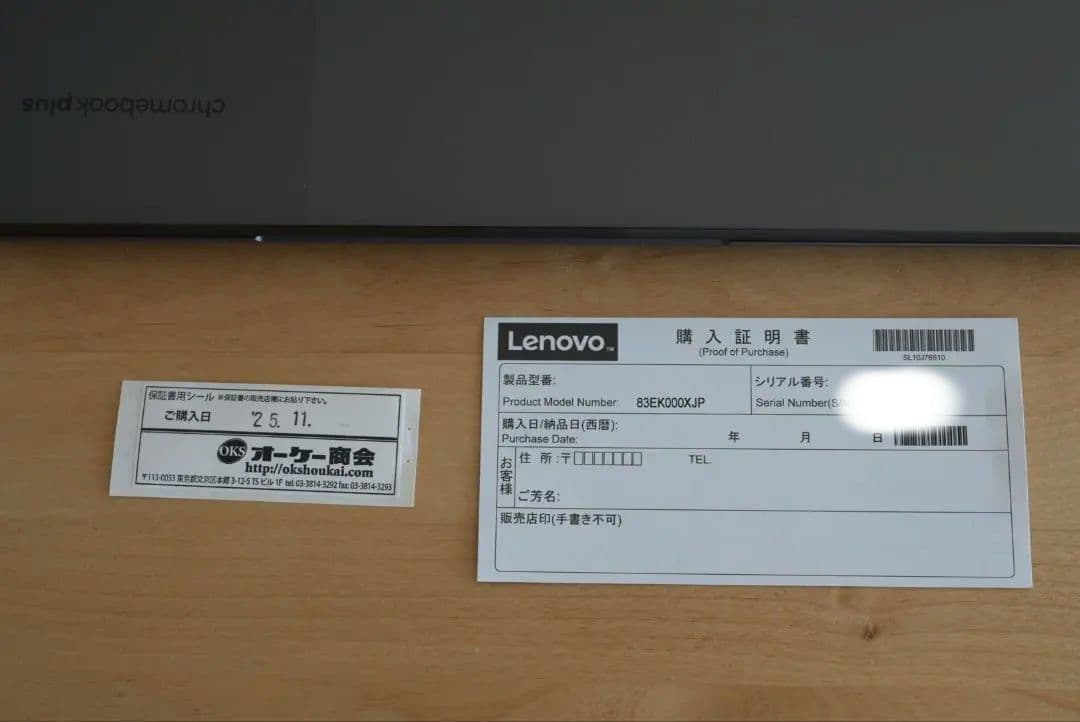 chromebook plus
保証書用シール ※保証書の販売店欄にお貼り下さい。
ご購入日 '25.11.
OKS オーケー商会
http://okshoukai.com
〒113-0033 東京都文京区本郷 3-12-5 TS ビル 1F tel: 03-3814-3292 fax: 03-3814-3293
Lenovo™
購入証明書
(Proof of Purchase)
SL10J76510
製品型番:
Product Model Number: 83EK000XJP
シリアル番号:
Serial Number(S/
購入日/納品日(西暦):
Purchase Date: 年 月 日
お客様
住 所:〒 TEL.
ご芳名:
販売店印(手書き不可)